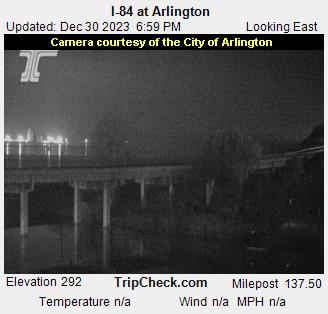 I-84 at Arlington
Updated: Dec 30 2023 6:59 PM Looking East
Camera courtesy of the City of Arlington
Elevation 292 TripCheck.com Milepost 137.50
Temperature n/a Wind n/a MPH n/a